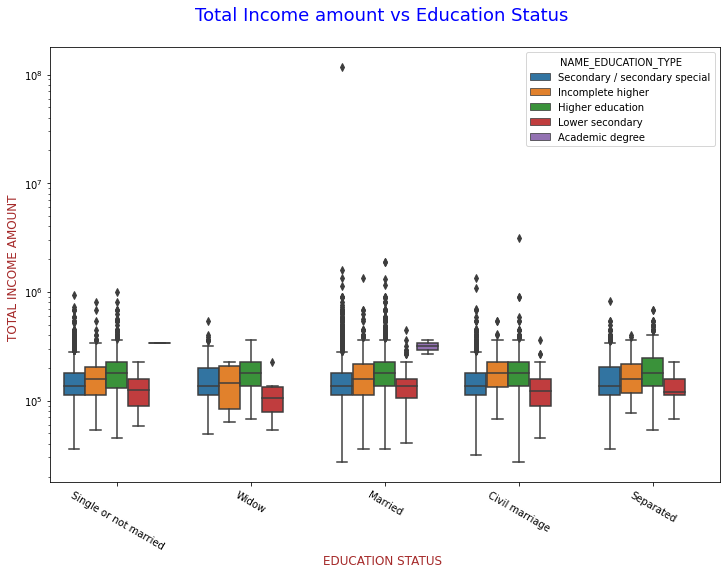 Total Income amount vs Education Status
NAME_EDUCATION_TYPE
Secondary / secondary special
Incomplete higher
Higher education
Lower secondary
Academic degree
TOTAL INCOME AMOUNT
10⁸
10⁷
10⁶
10⁵
Single or not married
Widow
Married
Civil marriage
Separated
EDUCATION STATUS